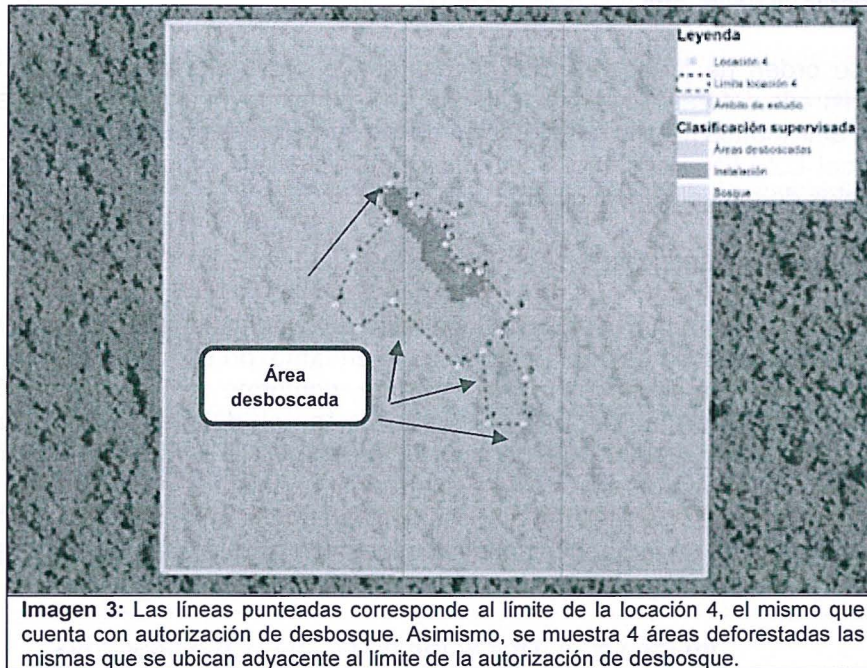 Leyenda
Locación 4
Límite locación 4
Ámbito de estudio
Clasificación supervisada
Áreas desboscadas
Instalación
Bosque
Área
desboscada
Imagen 3: Las líneas punteadas corresponde al límite de la locación 4, el mismo que
cuenta con autorización de desbosque. Asimismo, se muestra 4 áreas deforestadas las
mismas que se ubican adyacente al límite de la autorización de desbosque.